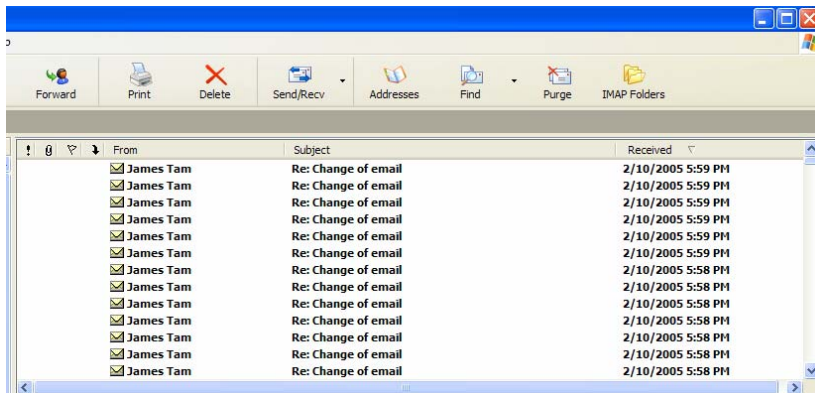 Forward Print Delete Send/Recv Addresses Find Purge IMAP Folders
! From Subject Received
James Tam Re: Change of email 2/10/2005 5:59 PM
James Tam Re: Change of email 2/10/2005 5:59 PM
James Tam Re: Change of email 2/10/2005 5:59 PM
James Tam Re: Change of email 2/10/2005 5:59 PM
James Tam Re: Change of email 2/10/2005 5:59 PM
James Tam Re: Change of email 2/10/2005 5:59 PM
James Tam Re: Change of email 2/10/2005 5:58 PM
James Tam Re: Change of email 2/10/2005 5:58 PM
James Tam Re: Change of email 2/10/2005 5:58 PM
James Tam Re: Change of email 2/10/2005 5:58 PM
James Tam Re: Change of email 2/10/2005 5:58 PM
James Tam Re: Change of email 2/10/2005 5:58 PM
James Tam Re: Change of email 2/10/2005 5:58 PM